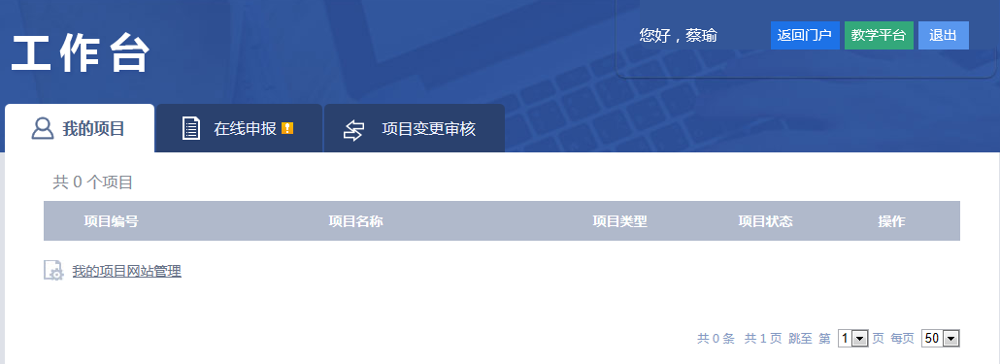 工作台
您好，蔡瑜
返回门户 教学平台 退出
我的项目 在线申报 项目变更审核
共 0 个项目
项目编号 项目名称 项目类型 项目状态 操作
我的项目网站管理
共 0 条 共 1 页 跳至 第 1 页 每页 50